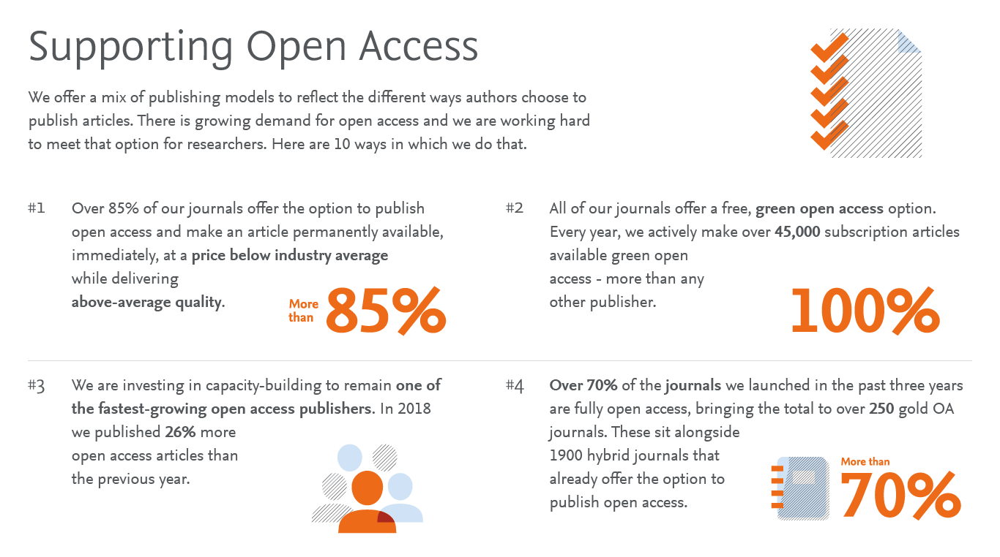 Supporting Open Access
We offer a mix of publishing models to reflect the different ways authors choose to
publish articles. There is growing demand for open access and we are working hard
to meet that option for researchers. Here are 10 ways in which we do that.
#1
Over 85% of our journals offer the option to publish
open access and make an article permanently available,
immediately, at a price below industry average
while delivering
above-average quality.
More
than
85%
#2
All of our journals offer a free, green open access option.
Every year, we actively make over 45,000 subscription articles
available green open
access - more than any
other publisher.
100%
#3
We are investing in capacity-building to remain one of
the fastest-growing open access publishers. In 2018
we published 26% more
open access articles than
the previous year.
#4
Over 70% of the journals we launched in the past three years
are fully open access, bringing the total to over 250 gold OA
journals. These sit alongside
1900 hybrid journals that
already offer the option to
publish open access.
More than
70%